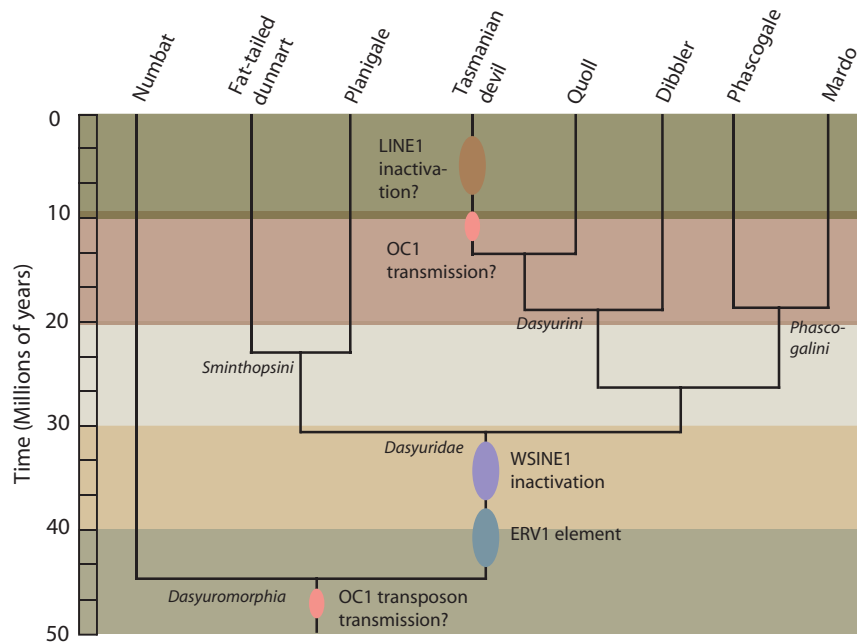 Numbat
Fat-tailed
dunnart
Planigale
Tasmanian
devil
Quoll
Dibbler
Phascogale
Mardo
0
LINE1
inactiva-
tion?
10
OC1
transmission?
20
Dasyurini
Phasco-
galini
Sminthopsini
30
Dasyuridae
WSINE1
inactivation
40
ERV1 element
Dasyuromorphia
OC1 transposon
transmission?
50
Time (Millions of years)